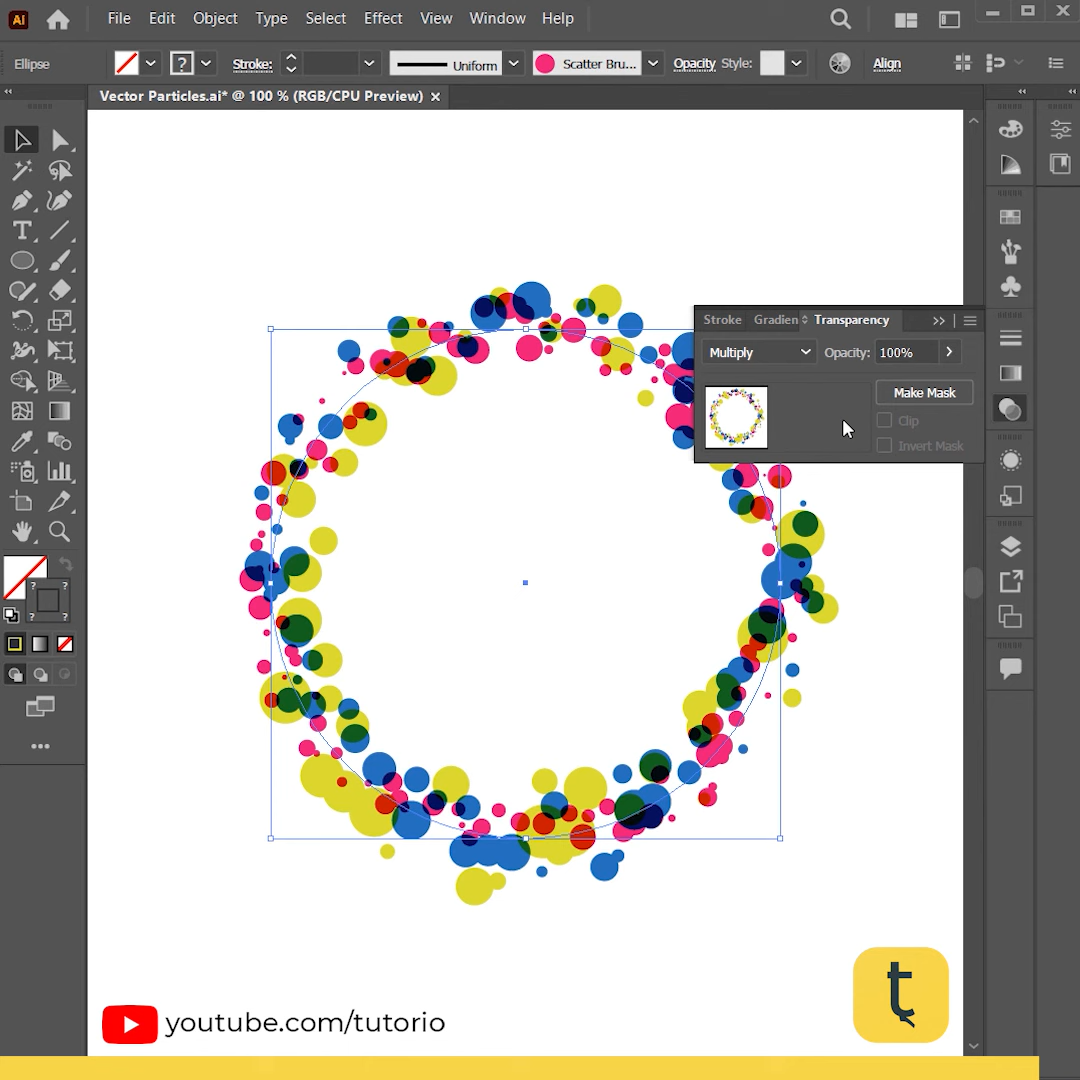 Ai File Edit Object Type Select Effect View Window Help
Ellipse ? Stroke: Uniform Scatter Bru... Opacity Style: Align
Vector Particles.ai* @ 100 % (RGB/CPU Preview) ×
Stroke Gradien Transparency
Multiply Opacity: 100%
Make Mask
Clip
Invert Mask
T
? ?
? ?
youtube.com/tutorio
t